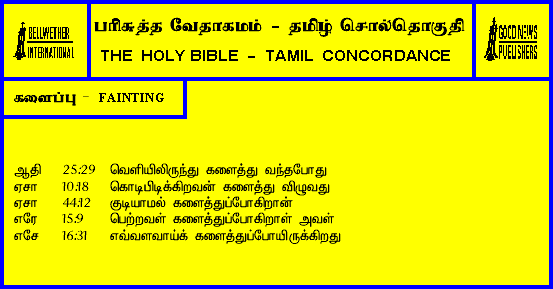 BELLWETHER
INTERNATIONAL
பரிசுத்த வேதாகமம் - தமிழ் சொல்தொகுதி
THE HOLY BIBLE - TAMIL CONCORDANCE
GOOD NEWS
PUBLISHERS
களைப்பு - FAINTING
ஆதி 25:29 வெளியிலிருந்து களைத்து வந்தபோது
ஏசா 10:18 கொடிபிடிக்கிறவன் களைத்து விழுவது
ஏசா 44:12 குடியாமல் களைத்துப்போகிறான்
எரே 15:9 பெற்றவள் களைத்துப்போகிறாள் அவள்
எசே 16:31 எவ்வளவாய்க் களைத்துப்போயிருக்கிறது